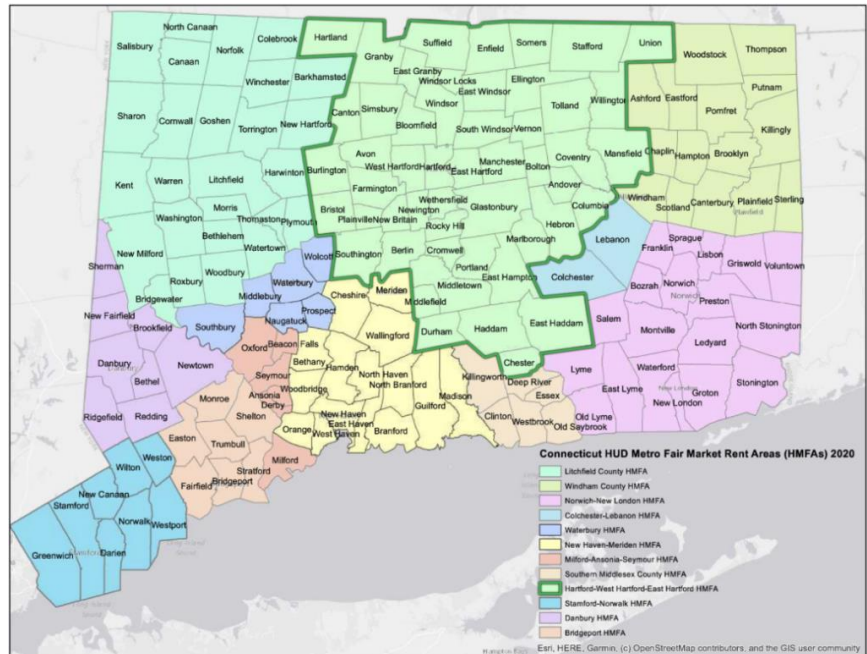 North Canaan
Colebrook
Hartland
Suffield
Enfield
Somers
Stafford
Union
Salisbury
Norfolk
Granby
Woodstock
Thompson
Canaan
East Granby
Winchester
Barkhamsted
Windsor Locks
Ellington
Putnam
East Windsor
Willington
Ashford
Eastford
Sharon
Cornwall
Goshen
Canton
Simsbury
Windsor
Tolland
Pomfret
Torrington
New Hartford
Bloomfield
South Windsor
Vernon
Killingly
Avon
Chaplin
Hampton
Brooklyn
Kent
Warren
Litchfield
Harwinton
Burlington
West Hartford
Hartford
Manchester
Bolton
Coventry
Mansfield
East Hartford
Farmington
Andover
Windham
Scotland
Canterbury
Plainfield
Sterling
Washington
Morris
Thomaston
Plymouth
Bristol
Wethersfield
Glastonbury
Columbia
Bethlehem
Plainville
New Britain
Newington
Hebron
Rocky Hill
Watertown
Lebanon
Sprague
Franklin
Lisbon
Griswold
Voluntown
Sherman
New Milford
Roxbury
Woodbury
Wolcott
Southington
Berlin
Cromwell
Marlborough
Portland
East Hampton
Colchester
Bozrah
Norwich
Norwich
Preston
Bridgewater
Waterbury
Middlebury
Cheshire
Meriden
Middletown
Middlefield
New Fairfield
Brookfield
Southbury
Naugatuck
Prospect
Wallingford
Durham
Haddam
East Haddam
Salem
Montville
Ledyard
North Stonington
Danbury
Newtown
Oxford
Beacon Falls
Bethany
Hamden
Chester
Bethel
Seymour
North Haven
Killingworth
Deep River
Lyme
Waterford
Ridgefield
Redding
Monroe
Ansonia
Derby
Woodbridge
North Branford
Madison
Essex
East Lyme
New London
New London
Groton
Stonington
Shelton
Guilford
Clinton
Westbrook
Old Lyme
Old Saybrook
Easton
Trumbull
Orange
New Haven
East Haven
West Haven
Branford
Weston
Wilton
Stratford
Milford
Fairfield
Bridgeport
New Canaan
Stamford
Norwalk
Westport
Greenwich
Darien
Connecticut HUD Metro Fair Market Rent Areas (HMFAs) 2020
Litchfield County HMFA
Windham County HMFA
Norwich-New London HMFA
Colchester-Lebanon HMFA
Waterbury HMFA
New Haven-Meriden HMFA
Milford-Ansonia-Seymour HMFA
Southern Middlesex County HMFA
Hartford-West Hartford-East Hartford HMFA
Stamford-Norwalk HMFA
Danbury HMFA
Bridgeport HMFA
Esri, HERE, Garmin, (c) OpenStreetMap contributors, and the GIS user community